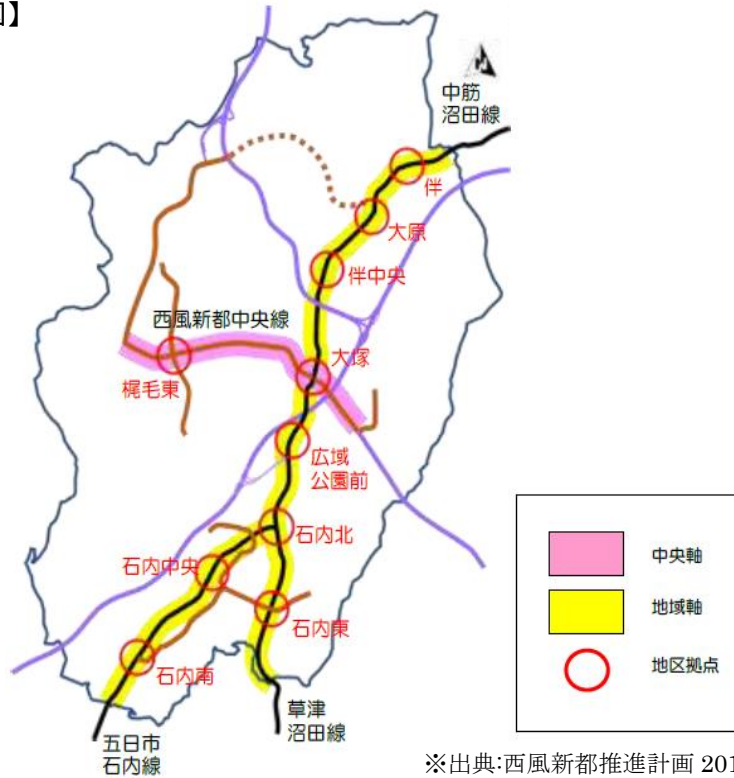 図】
中筋
沼田線
伴
大原
伴中央
西風新都中央線
大塚
梶毛東
広域
公園前
石内北
石内中央
石内東
石内南
草津
沼田線
五日市
石内線
中央軸
地域軸
地区拠点
※出典:西風新都推進計画 201